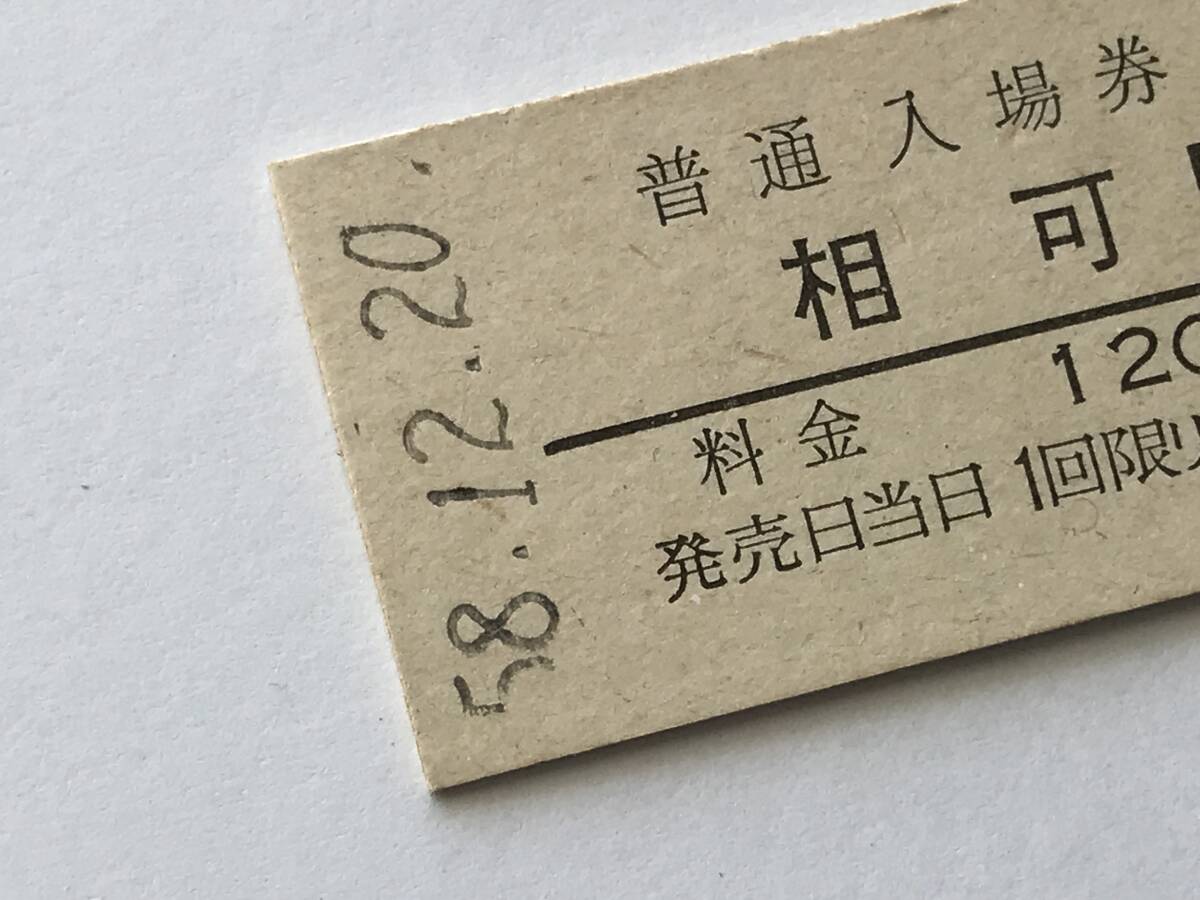 58.12.20.
普通入場券
相可
料金 120
発売日当日1回限り